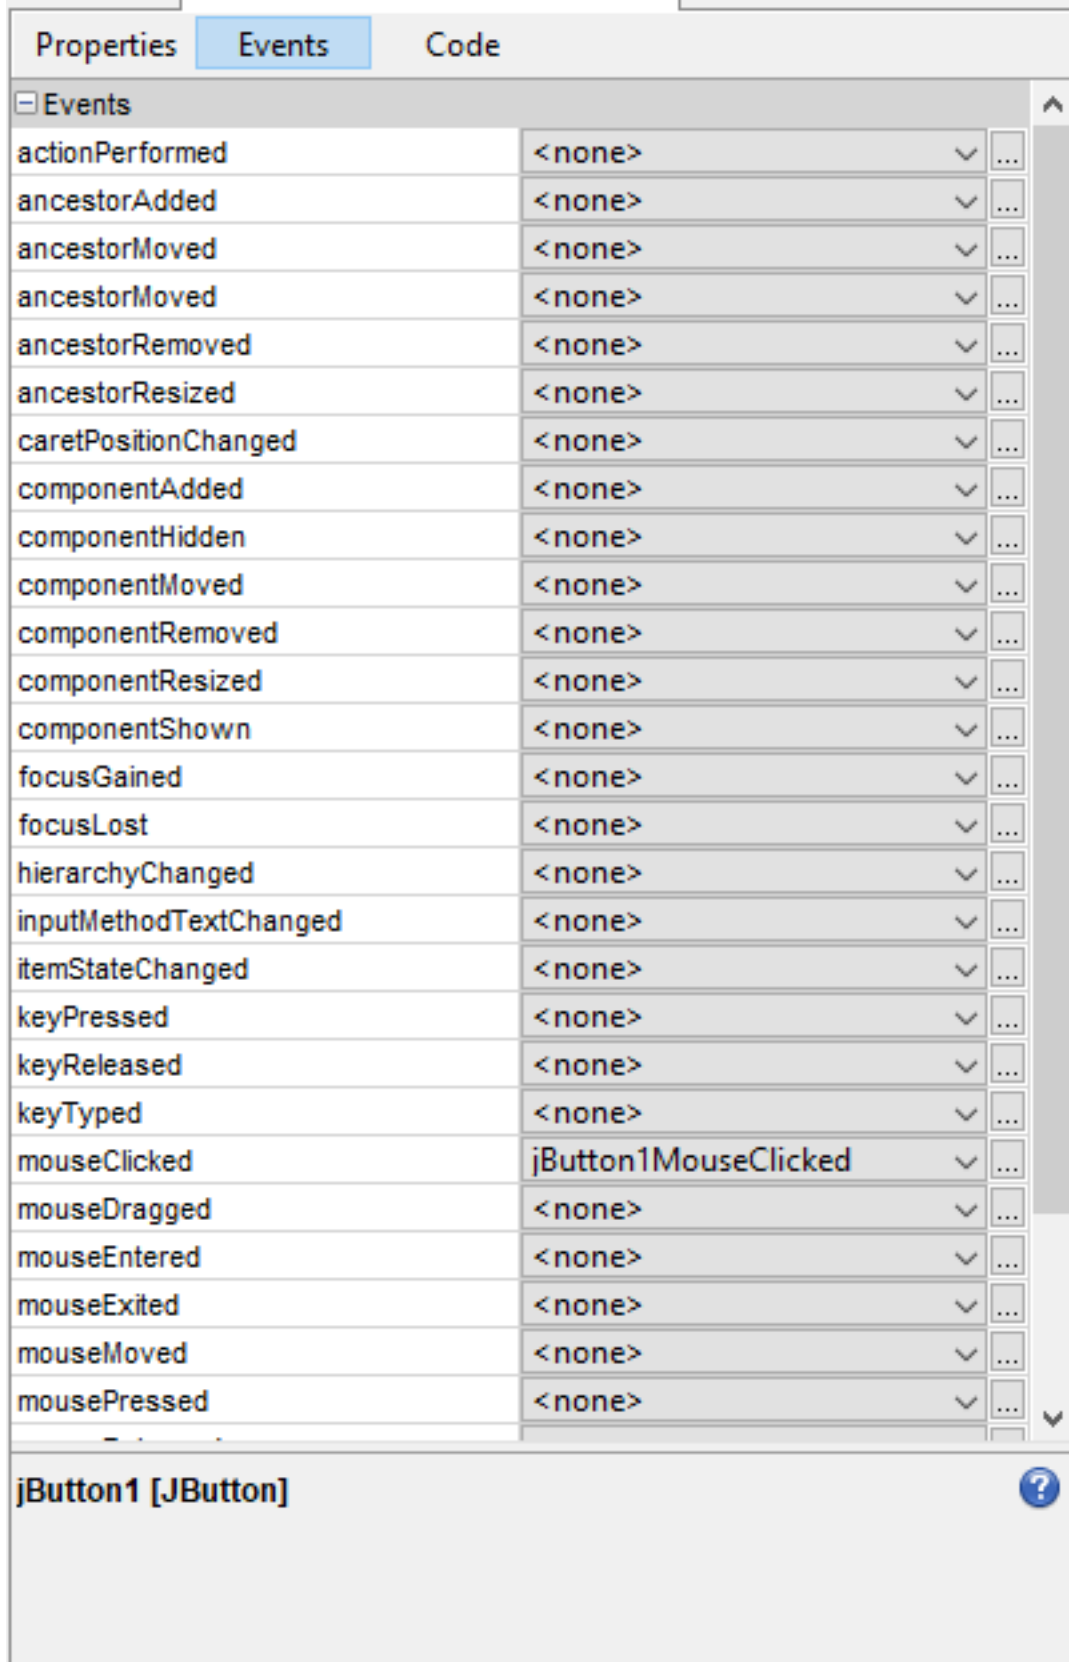 Properties Events Code
Events
actionPerformed <none> ...
ancestorAdded <none> ...
ancestorMoved <none> ...
ancestorMoved <none> ...
ancestorRemoved <none> ...
ancestorResized <none> ...
caretPositionChanged <none> ...
componentAdded <none> ...
componentHidden <none> ...
componentMoved <none> ...
componentRemoved <none> ...
componentResized <none> ...
componentShown <none> ...
focusGained <none> ...
focusLost <none> ...
hierarchyChanged <none> ...
inputMethodTextChanged <none> ...
itemStateChanged <none> ...
keyPressed <none> ...
keyReleased <none> ...
keyTyped <none> ...
mouseClicked jButton1MouseClicked ...
mouseDragged <none> ...
mouseEntered <none> ...
mouseExited <none> ...
mouseMoved <none> ...
mousePressed <none> ...
jButton1 [JButton] ?